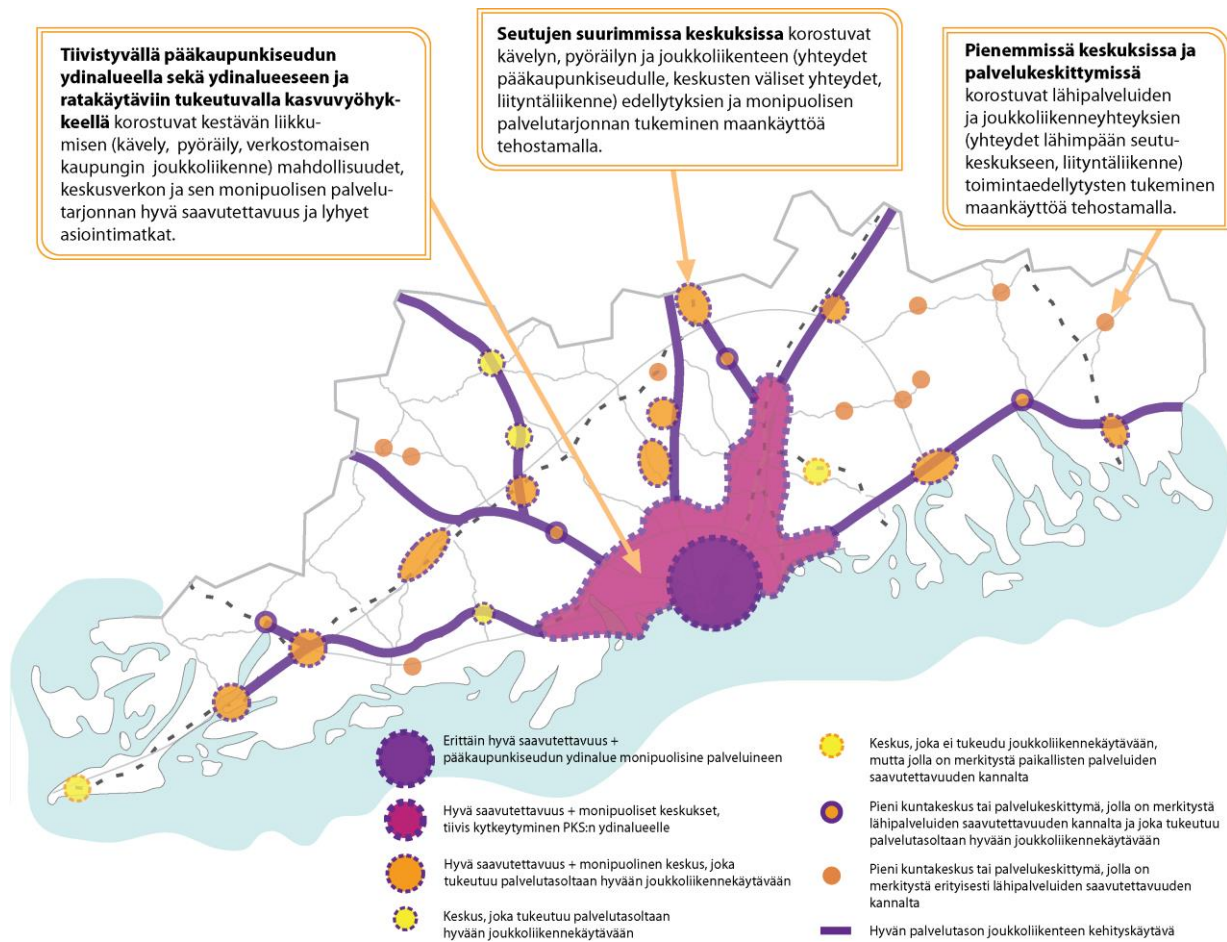 Tiivistyvällä pääkaupunkiseudun
ydinalueella sekä ydinalueeseen ja
ratakäytäviin tukeutuvalla kasvuvyöhyk-
keellä korostuvat kestävän liikku-
misen (kävely, pyöräily, verkostomaisen
kaupungin joukkoliikenne) mahdollisuudet,
keskusverkon ja sen monipuolisen palvelu-
tarjonnan hyvä saavutettavuus ja lyhyet
asiointimatkat.
Seutujen suurimmissa keskuksissa korostuvat
kävelyn, pyöräilyn ja joukkoliikenteen (yhteydet
pääkaupunkiseudulle, keskusten väliset yhteydet,
liityntäliikenne) edellytyksien ja monipuolisen
palvelutarjonnan tukeminen maankäyttöä
tehostamalla.
Pienemmissä keskuksissa ja
palvelukeskittymissä
korostuvat lähipalveluiden
ja joukkoliikenneyhteyksien
(yhteydet lähimpään seutu-
keskukseen, liityntäliikenne)
toimintaedellytysten tukeminen
maankäyttöä tehostamalla.
Erittäin hyvä saavutettavuus +
pääkaupunkiseudun ydinalue monipuolisine palveluineen
Hyvä saavutettavuus + monipuoliset keskukset,
tiivis kytkeytyminen PKS:n ydinalueelle
Hyvä saavutettavuus + monipuolinen keskus, joka
tukeutuu palvelutasoltaan hyvään joukkoliikennekäytävään
Keskus, joka tukeutuu palvelutasoltaan
hyvään joukkoliikennekäytävään
Keskus, joka ei tukeudu joukkoliikennekäytävään,
mutta jolla on merkitystä paikallisten palveluiden
saavutettavuuden kannalta
Pieni kuntakeskus tai palvelukeskittymä, jolla on merkitystä
lähipalveluiden saavutettavuuden kannalta ja joka tukeutuu
palvelutasoltaan hyvään joukkoliikennekäytävään
Pieni kuntakeskus tai palvelukeskittymä, jolla on
merkitystä erityisesti lähipalveluiden saavutettavuuden
kannalta
Hyvän palvelutason joukkoliikenteen kehityskäytävä